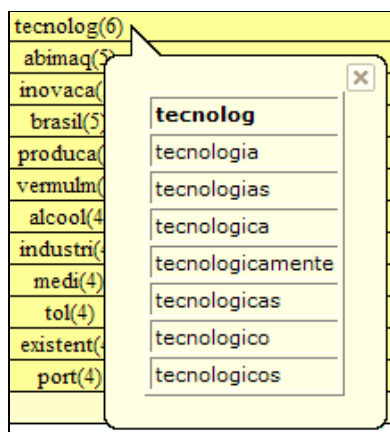 tecnolog(6)
abimaq(5)
inovaca(
brasil(5)
produca(
vermulm(
alcool(4
industri(4
medi(4)
tol(4)
existent(4
port(4)
tecnolog
tecnologia
tecnologias
tecnologica
tecnologicamente
tecnologicas
tecnologico
tecnologicos